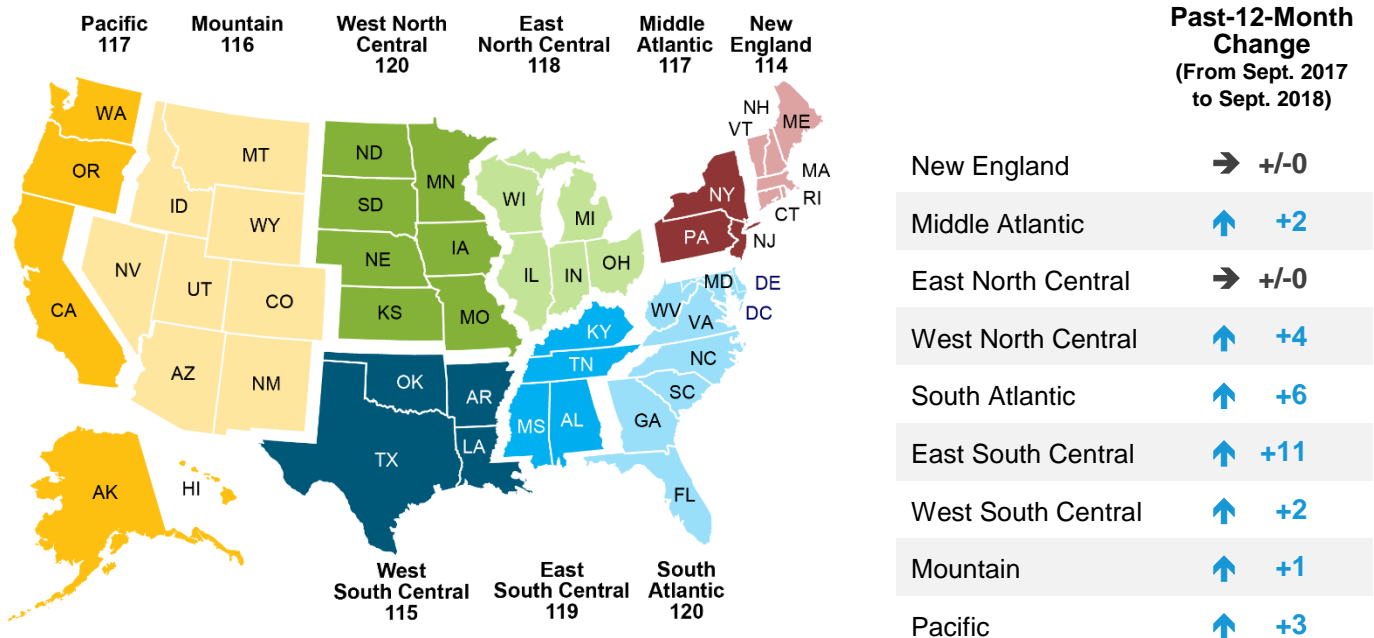 Pacific
117
Mountain
116
West North
Central
120
East
North Central
118
Middle
Atlantic
117
New
England
114
WA
OR
CA
AK
HI
MT
ID
WY
NV
UT
CO
AZ
NM
ND
SD
NE
KS
MN
IA
MO
OK
TX
AR
LA
WI
MI
IL
IN
OH
KY
TN
MS
AL
NY
PA
NJ
NH
VT
ME
MA
RI
CT
MD
DE
DC
WV
VA
NC
SC
GA
FL
West
South Central
115
East
South Central
119
South
Atlantic
120
Past-12-Month
Change
(From Sept. 2017
to Sept. 2018)
New England → +/-0
Middle Atlantic ↑ +2
East North Central → +/-0
West North Central ↑ +4
South Atlantic ↑ +6
East South Central ↑ +11
West South Central ↑ +2
Mountain ↑ +1
Pacific ↑ +3